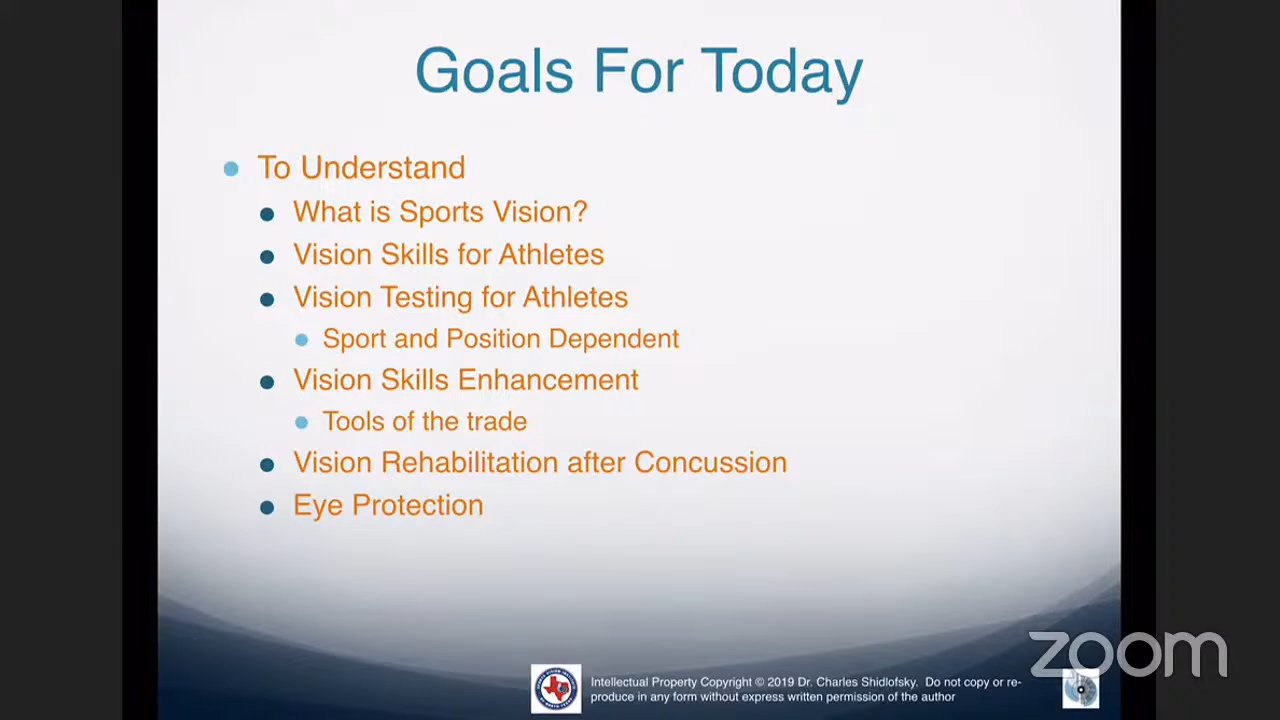 Goals For Today
To Understand
What is Sports Vision?
Vision Skills for Athletes
Vision Testing for Athletes
Sport and Position Dependent
Vision Skills Enhancement
Tools of the trade
Vision Rehabilitation after Concussion
Eye Protection
Intellectual Property Copyright © 2019 Dr. Charles Shidlofsky. Do not copy or re-
produce in any form without express written permission of the author
zoom